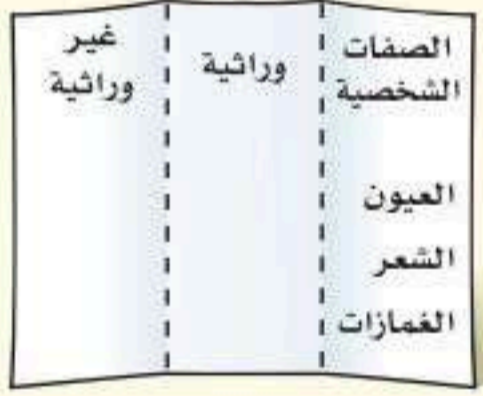 الصفات
الشخصية
العيون
الشعر
الغمازات
وراثية
غير
وراثية